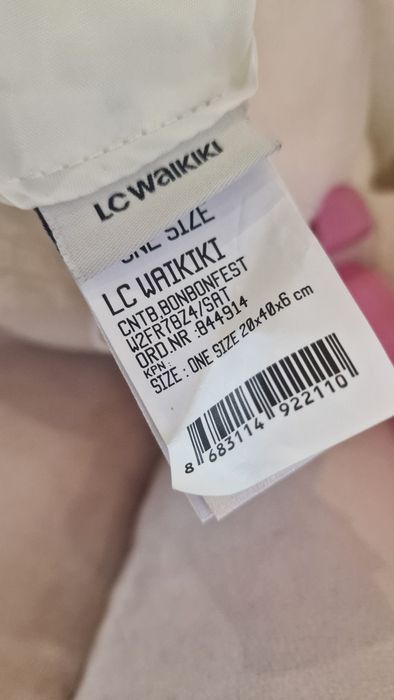 LC WAIKIKI
ONE SIZE
LC WAIKIKI
CNTB.BONBONFEST
W2FR78Z4/SAT
ORD.NR :844914
KPN :
SIZE : ONE SIZE 20x40x6 cm
8 683114 922110